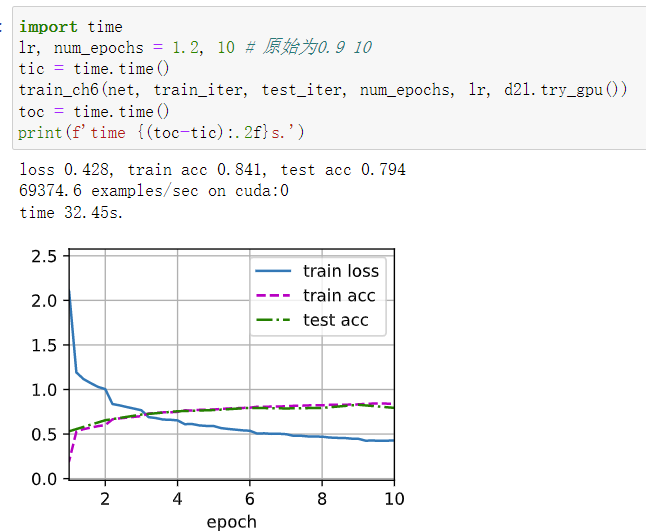 import time
lr, num_epochs = 1.2, 10 # 原始为0.9 10
tic = time.time()
train_ch6(net, train_iter, test_iter, num_epochs, lr, d2l.try_gpu())
toc = time.time()
print(f'time {(toc-tic):.2f}s.')
loss 0.428, train acc 0.841, test acc 0.794
69374.6 examples/sec on cuda:0
time 32.45s.
2.5
2.0
1.5
1.0
0.5
0.0
train loss
train acc
test acc
2 4 6 8 10
epoch